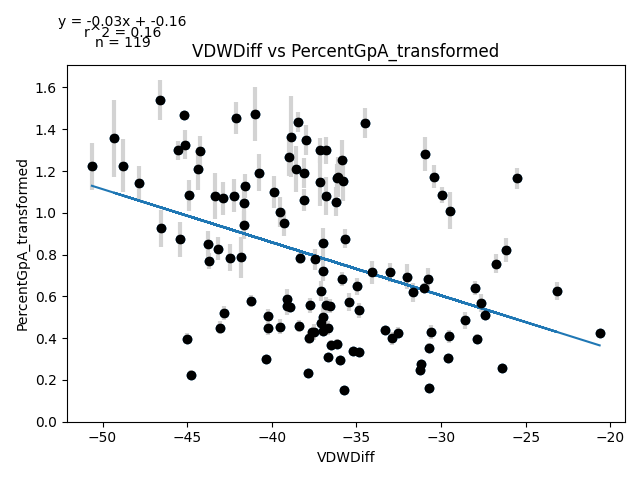 y = -0.03x + -0.16
r^2 = 0.16
n = 119
VDWDiff vs PercentGpA_transformed
PercentGpA_transformed
1.6
1.4
1.2
1.0
0.8
0.6
0.4
0.2
0.0
−50
−45
−40
−35
−30
−25
−20
VDWDiff